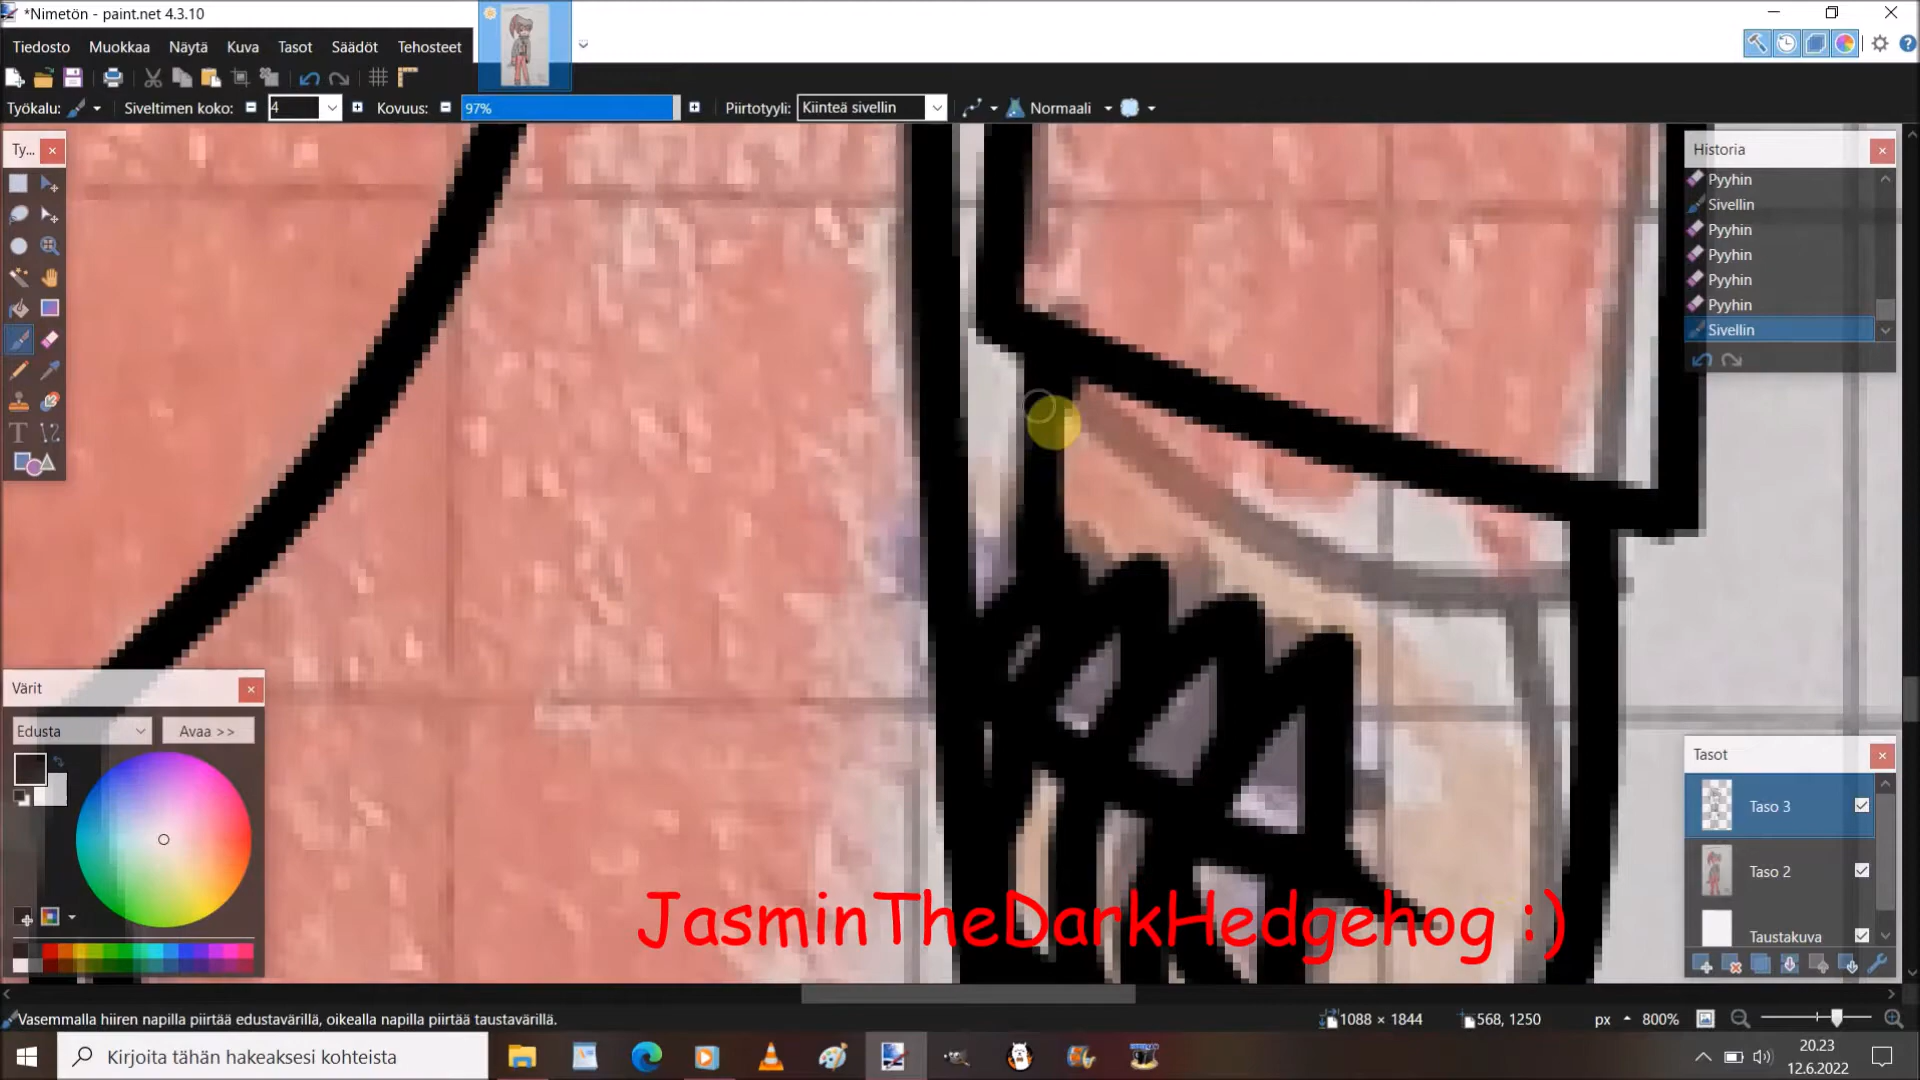 *Nimetön - paint.net 4.3.10
Tiedosto Muokkaa Näytä Kuva Tasot Säädöt Tehosteet
Työkalu: Siveltimen koko: 4 Kovuus: 97% Piirtotyyli: Kiinteä sivellin Normaali
Ty...
Historia
Pyyhin
Sivellin
Pyyhin
Pyyhin
Pyyhin
Pyyhin
Sivellin
Värit
Edusta Avaa >>
Tasot
Taso 3
Taso 2
Taustakuva
JasminTheDarkHedgehog :)
Vasemmalla hiiren napilla piirtää edustavärillä, oikealla napilla piirtää taustavärillä. 1088 × 1844 568, 1250 px 800%
Kirjoita tähän hakeaksesi kohteista
20.23
12.6.2022